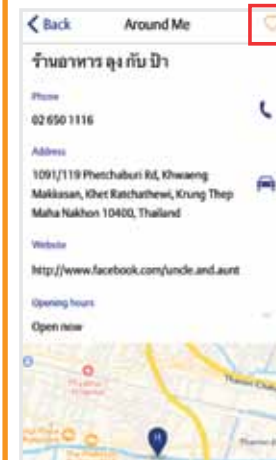 Back Around Me
ร้านอาหาร ลุง กับ ป้า
Phone
02 650 1116
Address
1091/119 Phetchaburi Rd, Khwaeng
Makkasan, Khet Ratchathewi, Krung Thep
Maha Nakhon 10400, Thailand
Website
http://www.facebook.com/uncle.and.aunt
Opening hours
Open now